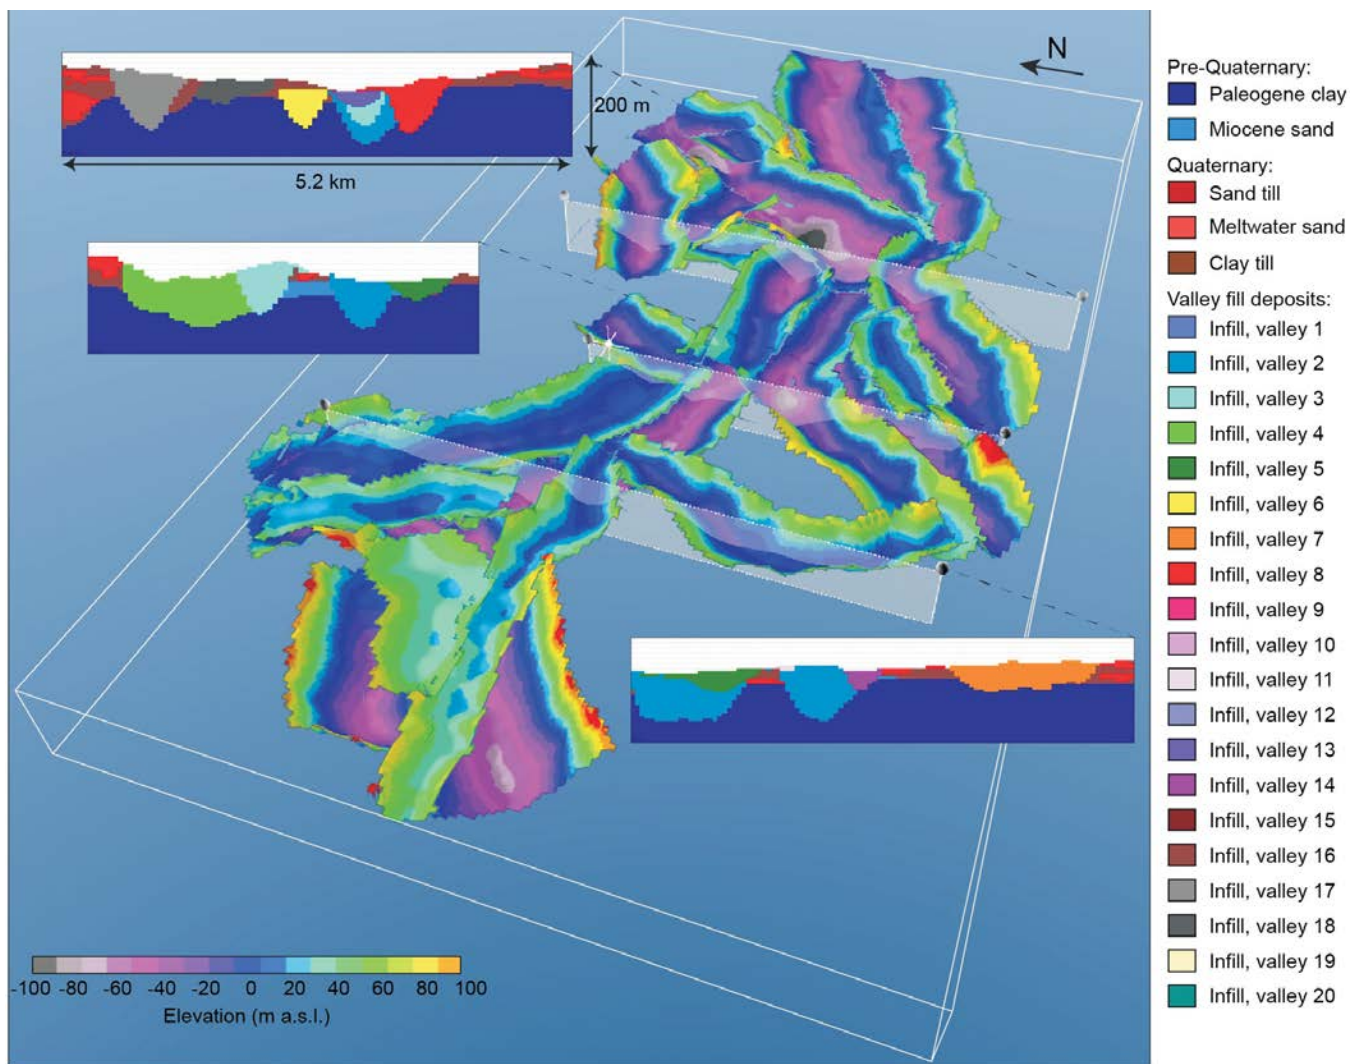 N
200 m
5.2 km
-100 -80 -60 -40 -20 0 20 40 60 80 100
Elevation (m a.s.l.)
Pre-Quaternary:
Paleogene clay
Miocene sand
Quaternary:
Sand till
Meltwater sand
Clay till
Valley fill deposits:
Infill, valley 1
Infill, valley 2
Infill, valley 3
Infill, valley 4
Infill, valley 5
Infill, valley 6
Infill, valley 7
Infill, valley 8
Infill, valley 9
Infill, valley 10
Infill, valley 11
Infill, valley 12
Infill, valley 13
Infill, valley 14
Infill, valley 15
Infill, valley 16
Infill, valley 17
Infill, valley 18
Infill, valley 19
Infill, valley 20